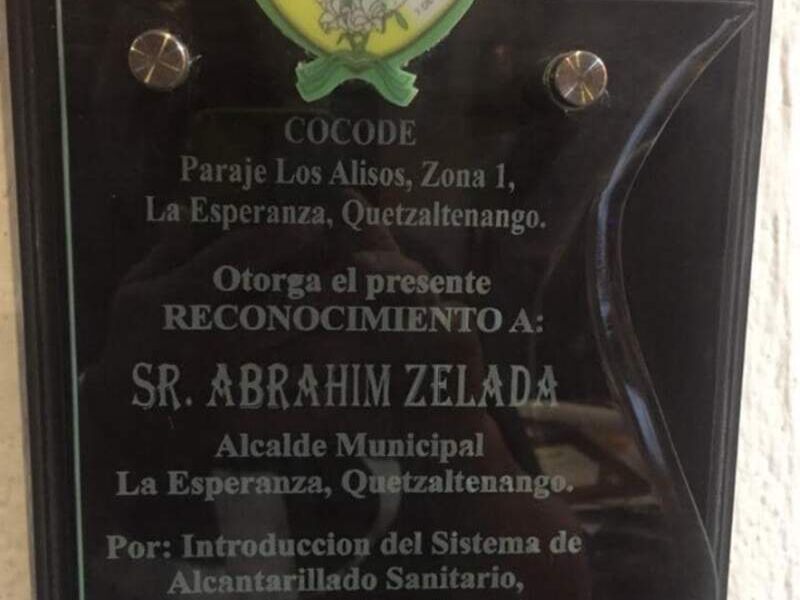 COCODE
Paraje Los Alisos, Zona 1,
La Esperanza, Quetzaltenango.
Otorga el presente
RECONOCIMIENTO A:
SR. ABRAHIM ZELADA
Alcalde Municipal
La Esperanza, Quetzaltenango.
Por: Introduccion del Sistema de
Alcantarillado Sanitario,